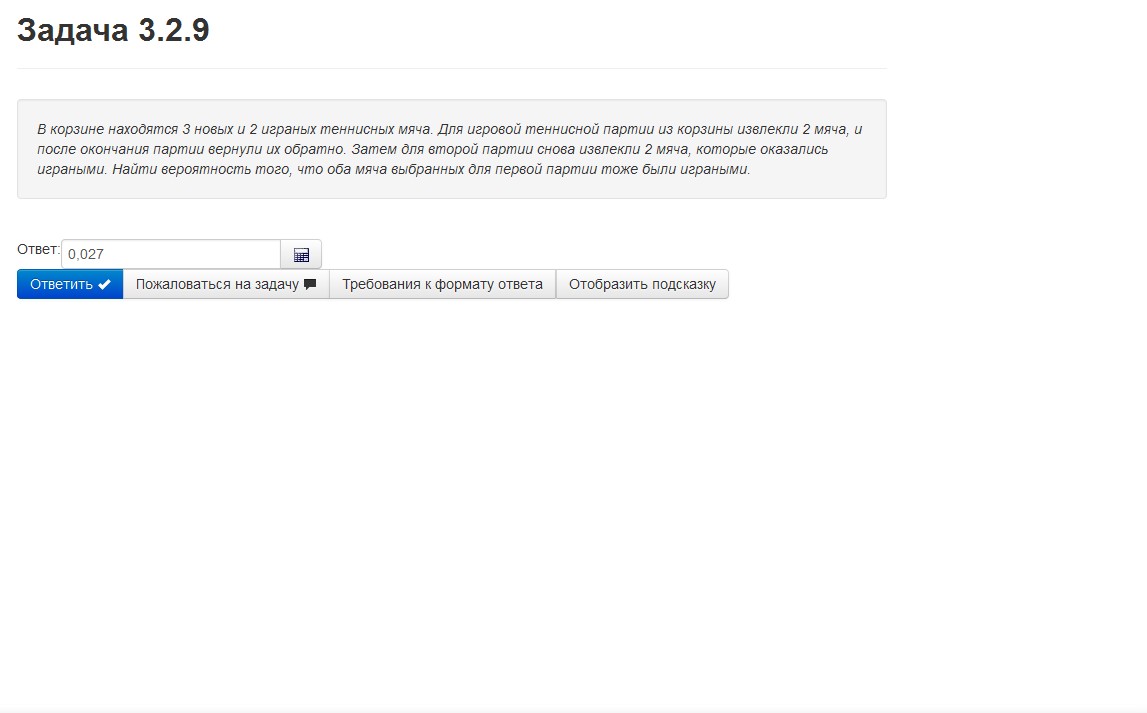 Задача 3.2.9
В корзине находятся 3 новых и 2 играных теннисных мяча. Для игровой теннисной партии из корзины извлекли 2 мяча, и
после окончания партии вернули их обратно. Затем для второй партии снова извлекли 2 мяча, которые оказались
играными. Найти вероятность того, что оба мяча выбранных для первой партии тоже были играными.
Ответ: 0,027
Ответить Пожаловаться на задачу Требования к формату ответа Отобразить подсказку